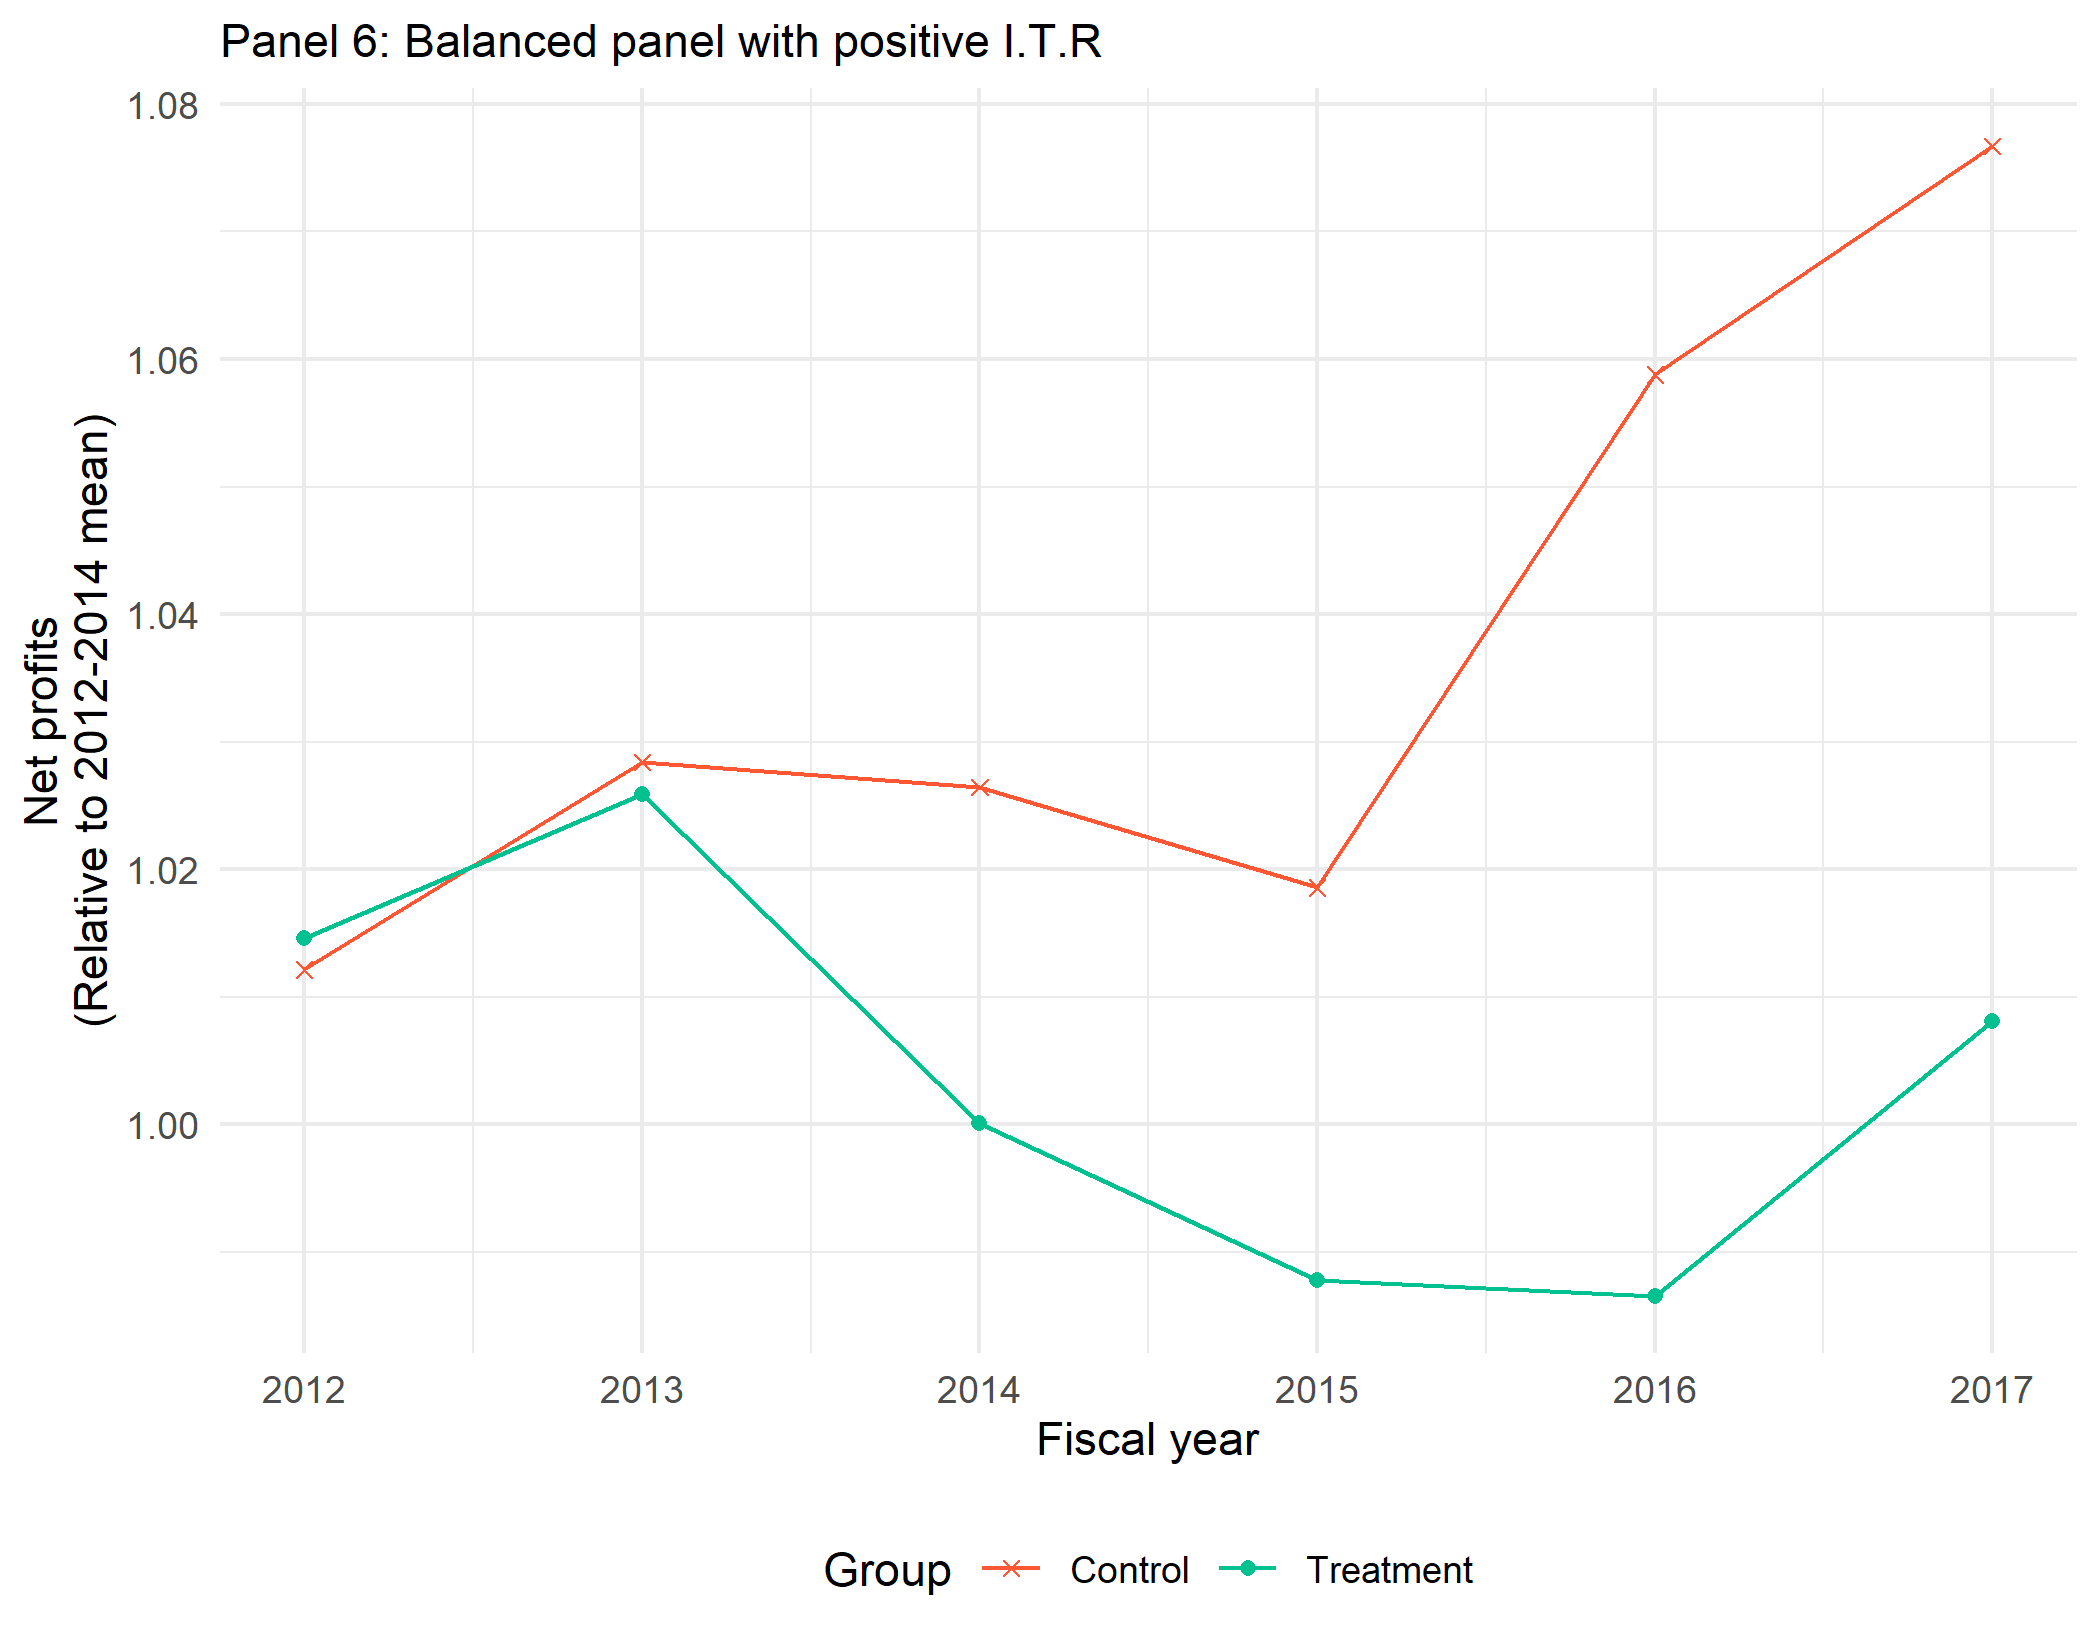 Panel 6: Balanced panel with positive I.T.R
1.08
1.06
1.04
1.02
1.00
Net profits
(Relative to 2012-2014 mean)
2012 2013 2014 2015 2016 2017
Fiscal year
Group Control Treatment